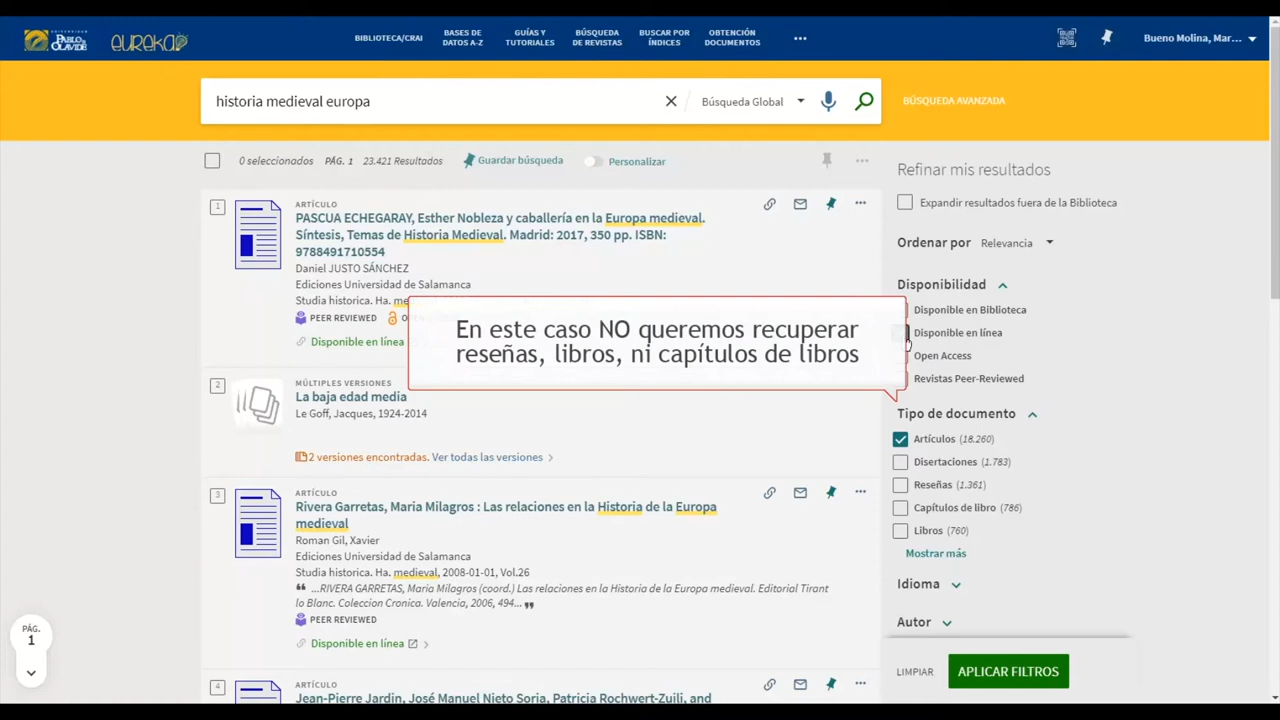 UNIVERSIDAD
PABLO DE
OLAVIDE
eureka
BIBLIOTECA/CRAI
BASES DE
DATOS A-Z
GUÍAS Y
TUTORIALES
BÚSQUEDA
DE REVISTAS
BUSCAR POR
ÍNDICES
OBTENCIÓN
DOCUMENTOS
Bueno Molina, Mar...
historia medieval europa
Búsqueda Global
BÚSQUEDA AVANZADA
0 seleccionados PÁG. 1 23.421 Resultados
Guardar búsqueda
Personalizar
1
ARTÍCULO
PASCUA ECHEGARAY, Esther Nobleza y caballería en la Europa medieval.
Síntesis, Temas de Historia Medieval. Madrid: 2017, 350 pp. ISBN:
9788491710554
Daniel JUSTO SÁNCHEZ
Ediciones Universidad de Salamanca
Studia historica. Ha.
PEER REVIEWED
Disponible en línea
En este caso NO queremos recuperar
reseñas, libros, ni capítulos de libros
2
MÚLTIPLES VERSIONES
La baja edad media
Le Goff, Jacques, 1924-2014
2 versiones encontradas. Ver todas las versiones
3
ARTÍCULO
Rivera Garretas, Maria Milagros : Las relaciones en la Historia de la Europa
medieval
Roman Gil, Xavier
Ediciones Universidad de Salamanca
Studia historica. Ha. medieval, 2008-01-01, Vol.26
❝ ...RIVERA GARRETAS, Maria Milagros (coord.) Las relaciones en la Historia de la Europa medieval. Editorial Tirant
lo Blanc. Coleccion Cronica. Valencia, 2006, 494... ❞
PEER REVIEWED
Disponible en línea
4
ARTÍCULO
Jean-Pierre Jardin, José Manuel Nieto Soria, Patricia Rochwert-Zuili, and
Refinar mis resultados
Expandir resultados fuera de la Biblioteca
Ordenar por Relevancia
Disponibilidad
Disponible en Biblioteca
Disponible en línea
Open Access
Revistas Peer-Reviewed
Tipo de documento
Artículos (18.260)
Disertaciones (1.783)
Reseñas (1.361)
Capítulos de libro (786)
Libros (760)
Mostrar más
Idioma
Autor
LIMPIAR
APLICAR FILTROS
PÁG.
1